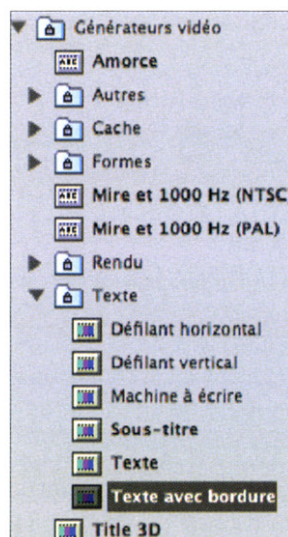 Générateurs vidéo
Amorce
Autres
Cache
Formes
Mire et 1000 Hz (NTSC
Mire et 1000 Hz (PAL)
Rendu
Texte
Défilant horizontal
Défilant vertical
Machine à écrire
Sous-titre
Texte
Texte avec bordure
Title 3D